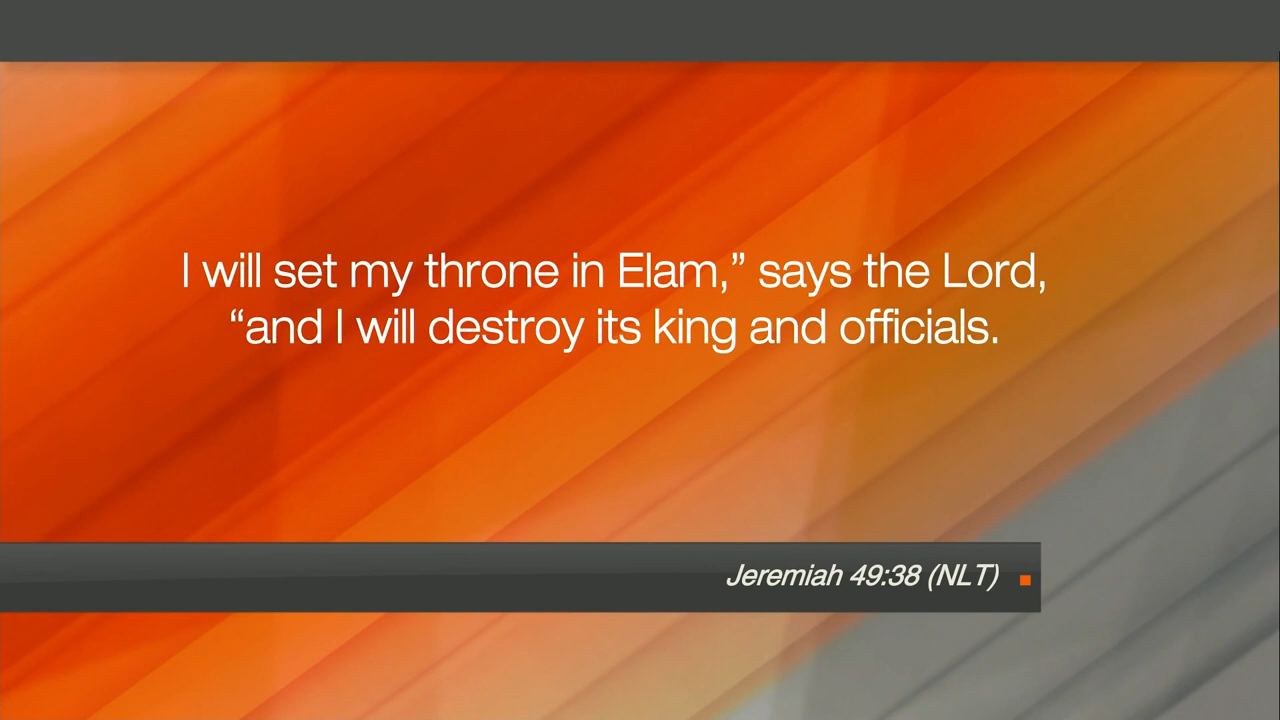 I will set my throne in Elam,” says the Lord,
“and I will destroy its king and officials.
Jeremiah 49:38 (NLT)